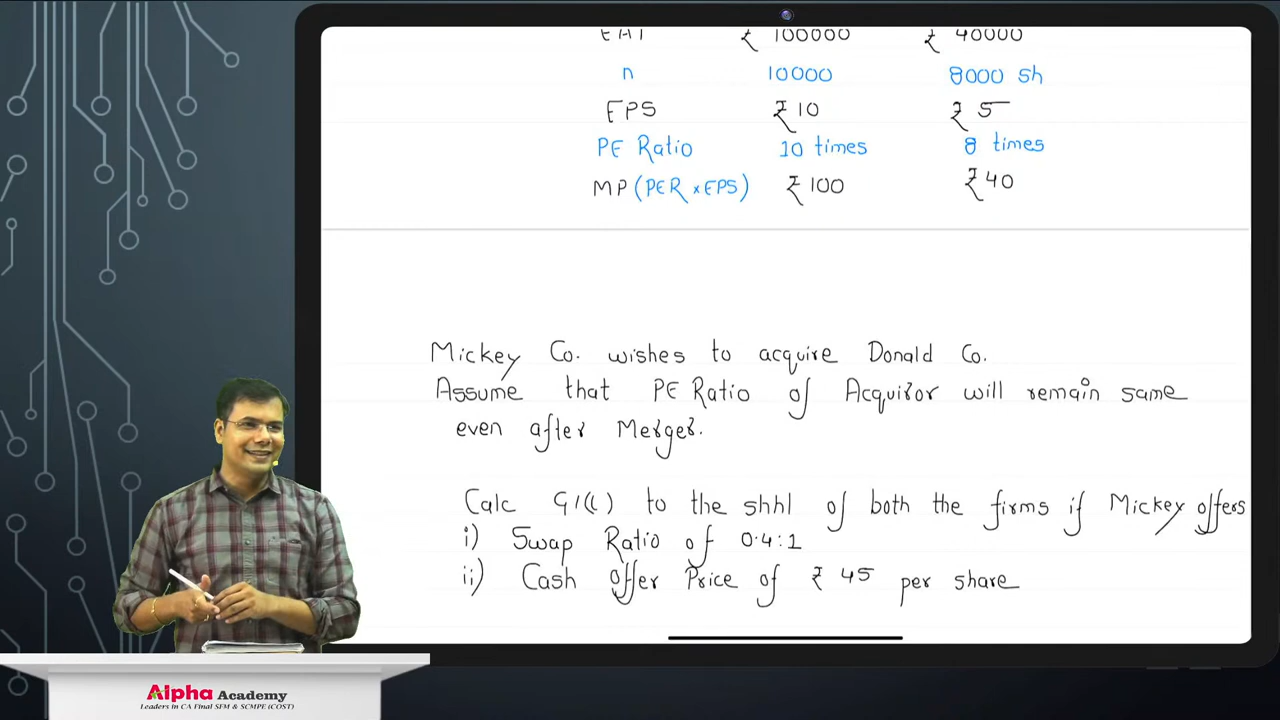 EAT ₹ 100000 ₹ 40000
n 10000 8000 sh
EPS ₹ 10 ₹ 5
PE Ratio 10 times 8 times
MP (PER × EPS) ₹ 100 ₹ 40
Mickey Co. wishes to acquire Donald Co.
Assume that PE Ratio of Acquiror will remain same
even after Merger.
Calc G/(L) to the shhl of both the firms if Mickey offers
i) Swap Ratio of 0.4:1
ii) Cash offer Price of ₹ 45 per share
Alpha Academy
Leaders in CA Final SFM & SCMPE (COST)